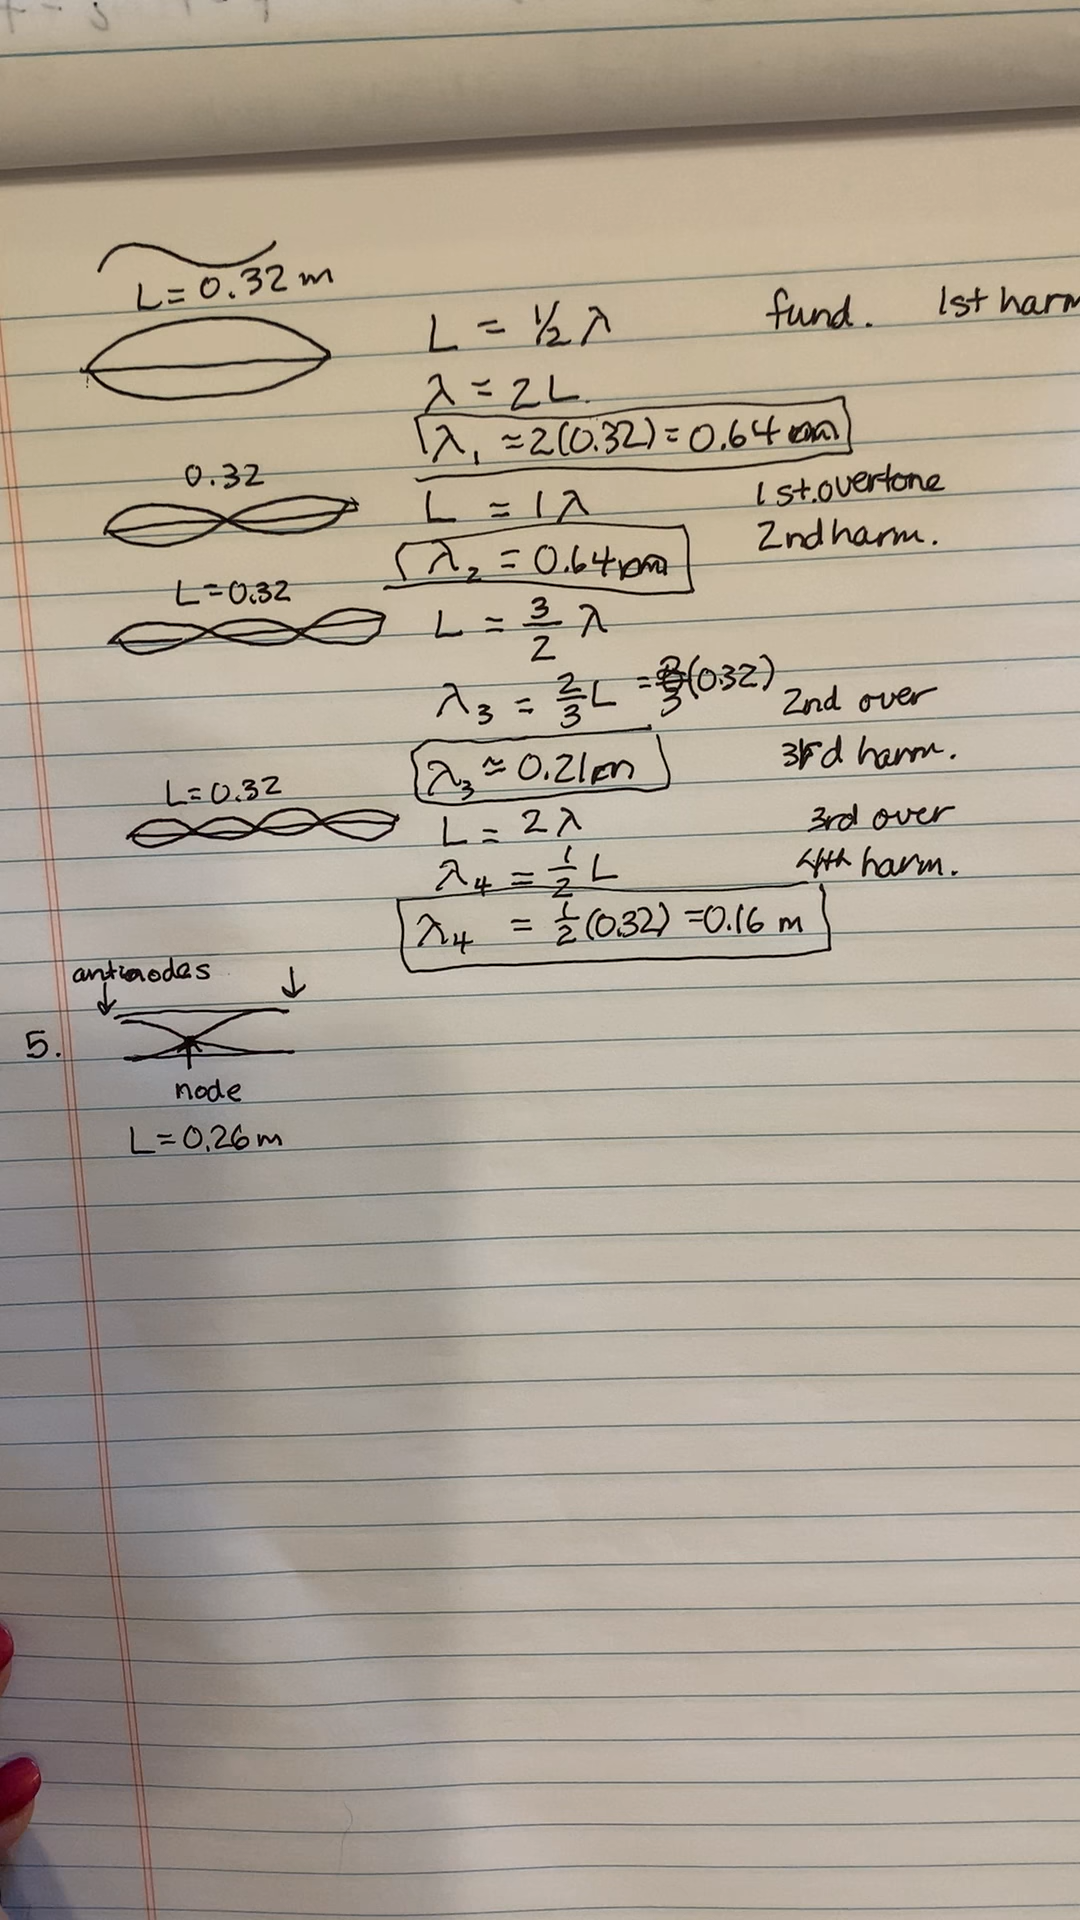 L = 0.32 m
L = ½ λ fund. 1st harm
λ = 2L.
λ₁ = 2(0.32) = 0.64 m
0.32
L = 1 λ 1st.overtone
2nd harm.
λ₂ = 0.64 m
L = 0.32
L = 3/2 λ
λ₃ = 2/3 L = 2/3 (0.32) 2nd over
3rd harm.
λ₃ ≈ 0.21 m
L = 0.32
L = 2 λ 3rd over
λ₄ = 1/2 L 4th harm.
λ₄ = 1/2 (0.32) = 0.16 m
antinodes
5.
node
L = 0.26 m